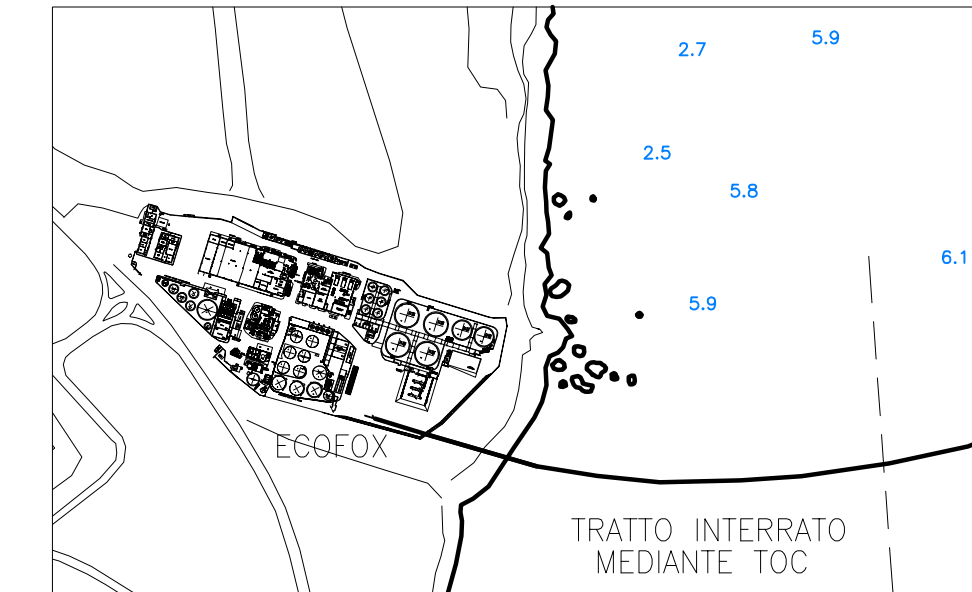 5.9
2.7
2.5
5.8
6.1
5.9
ECOFOX
TRATTO INTERRATO
MEDIANTE TOC